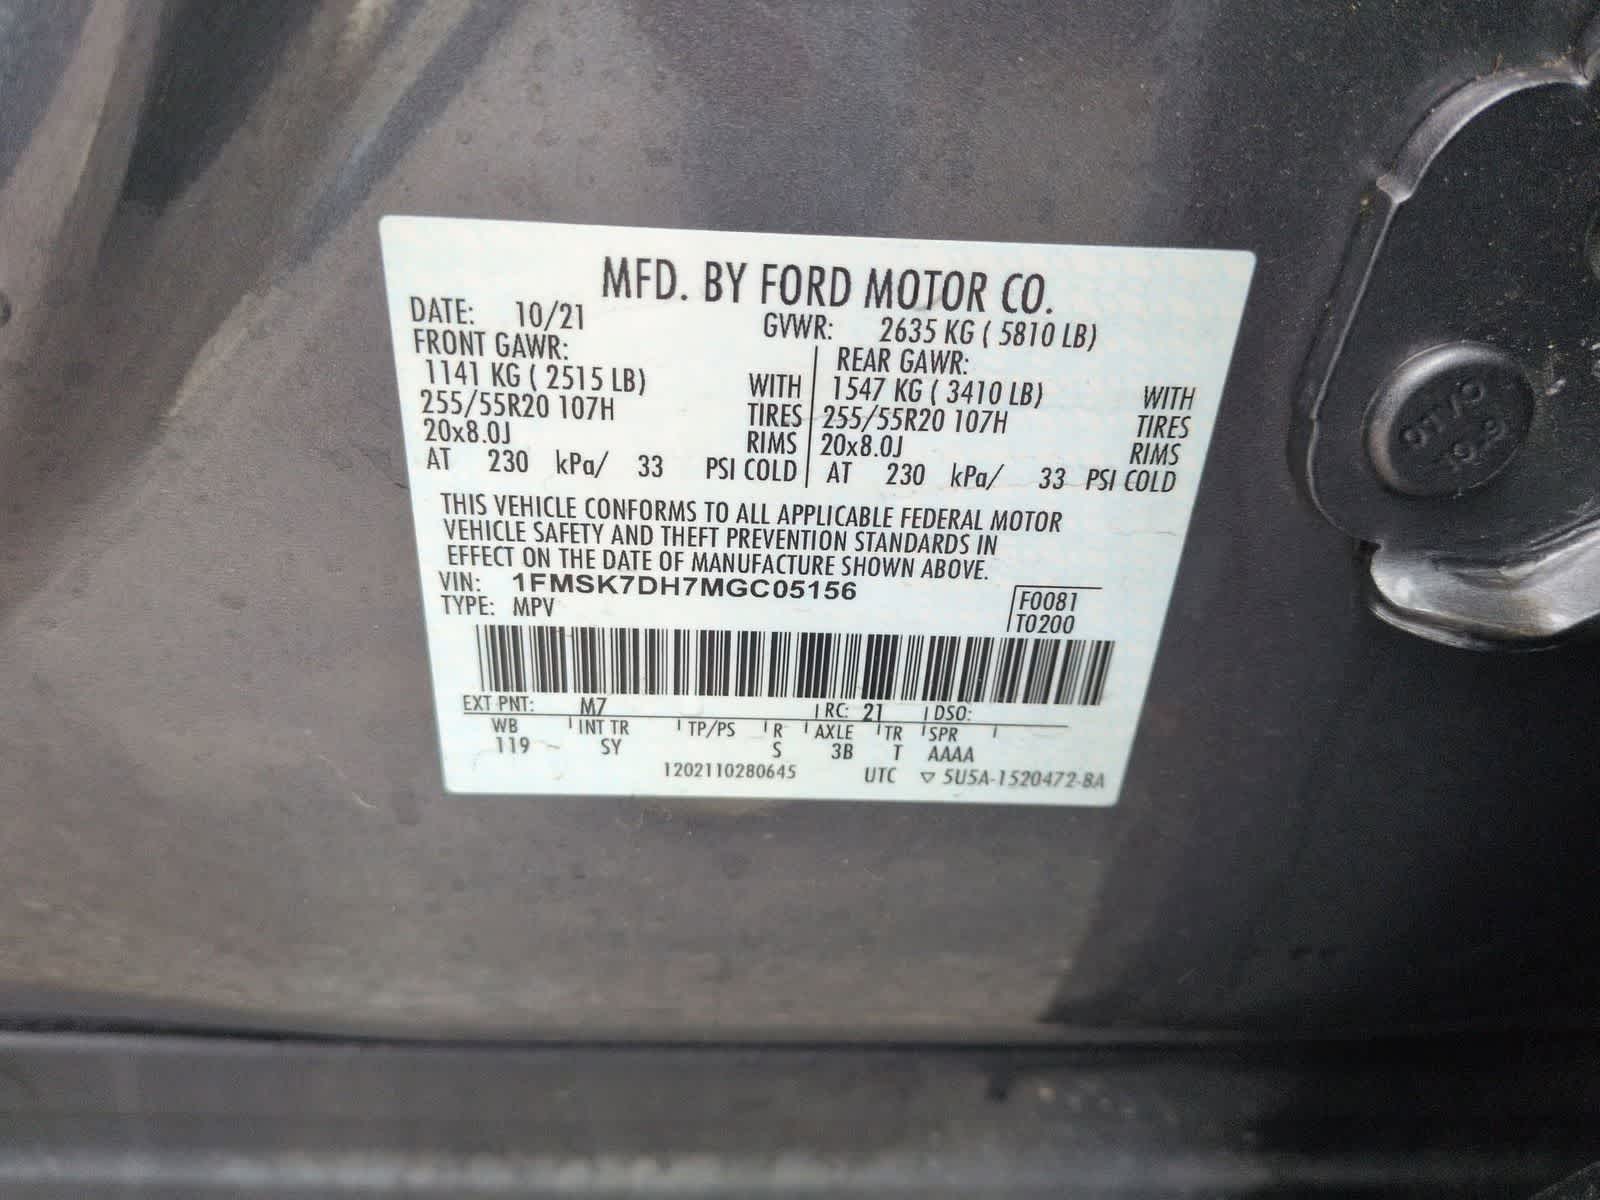 MFD. BY FORD MOTOR CO.
DATE: 10/21 GVWR: 2635 KG ( 5810 LB)
FRONT GAWR: REAR GAWR:
1141 KG ( 2515 LB) WITH 1547 KG ( 3410 LB) WITH
255/55R20 107H TIRES 255/55R20 107H TIRES
20x8.0J RIMS 20x8.0J RIMS
AT 230 kPa/ 33 PSI COLD AT 230 kPa/ 33 PSI COLD
THIS VEHICLE CONFORMS TO ALL APPLICABLE FEDERAL MOTOR
VEHICLE SAFETY AND THEFT PREVENTION STANDARDS IN
EFFECT ON THE DATE OF MANUFACTURE SHOWN ABOVE.
VIN: 1FMSK7DH7MGC05156
TYPE: MPV
F0081
T0200
EXT PNT: M7 RC: 21 DSO:
WB INT TR TP/PS R AXLE TR SPR
119 SY S 3B T AAAA
1202110280645 UTC ▽ 5U5A-1520472-BA